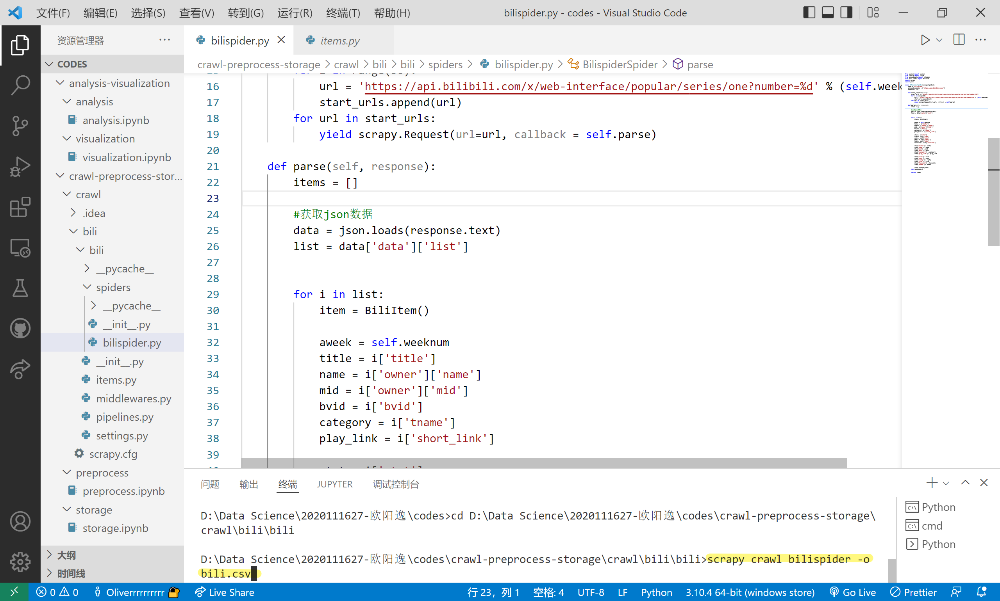 文件(F) 编辑(E) 选择(S) 查看(V) 转到(G) 运行(R) 终端(T) 帮助(H) bilispider.py - codes - Visual Studio Code
资源管理器
bilispider.py
items.py
CODES
analysis-visualization
analysis
analysis.ipynb
visualization
visualization.ipynb
crawl-preprocess-stor...
crawl
.idea
bili
bili
__pycache__
spiders
__pycache__
__init__.py
bilispider.py
__init__.py
items.py
middlewares.py
pipelines.py
settings.py
scrapy.cfg
preprocess
preprocess.ipynb
storage
storage.ipynb
大纲
时间线
crawl-preprocess-storage > crawl > bili > bili > spiders > bilispider.py > BilispiderSpider > parse
16 url = 'https://api.bilibili.com/x/web-interface/popular/series/one?number=%d' % (self.week
17 start_urls.append(url)
18 for url in start_urls:
19 yield scrapy.Request(url=url, callback = self.parse)
20
21 def parse(self, response):
22 items = []
23
24 #获取json数据
25 data = json.loads(response.text)
26 list = data['data']['list']
27
28
29 for i in list:
30 item = BiliItem()
31
32 aweek = self.weeknum
33 title = i['title']
34 name = i['owner']['name']
35 mid = i['owner']['mid']
36 bvid = i['bvid']
37 category = i['tname']
38 play_link = i['short_link']
39
问题 输出 终端 JUPYTER 调试控制台
D:\Data Science\2020111627-欧阳逸\codes>cd D:\Data Science\2020111627-欧阳逸\codes\crawl-preprocess-storage\
crawl\bili\bili
D:\Data Science\2020111627-欧阳逸\codes\crawl-preprocess-storage\crawl\bili\bili>scrapy crawl bilispider -o
bili.csv
Python
cmd
Python
0 0 Oliverrrrrrrrr Live Share 行 23，列 1 空格: 4 UTF-8 LF Python 3.10.4 64-bit (windows store) Go Live Prettier